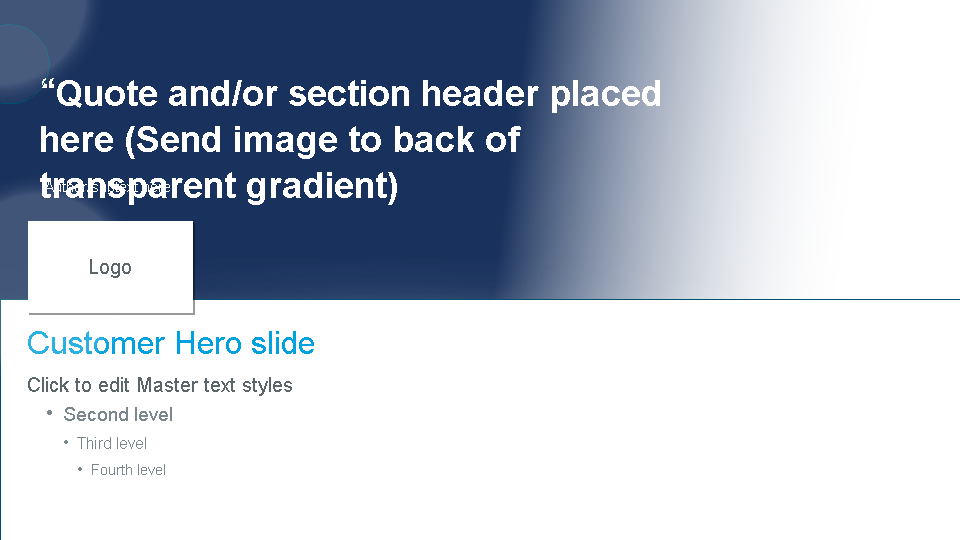 “Quote and/or section header placed
here (Send image to back of
transparent gradient)
Logo
Customer Hero slide
Click to edit Master text styles
• Second level
• Third level
• Fourth level